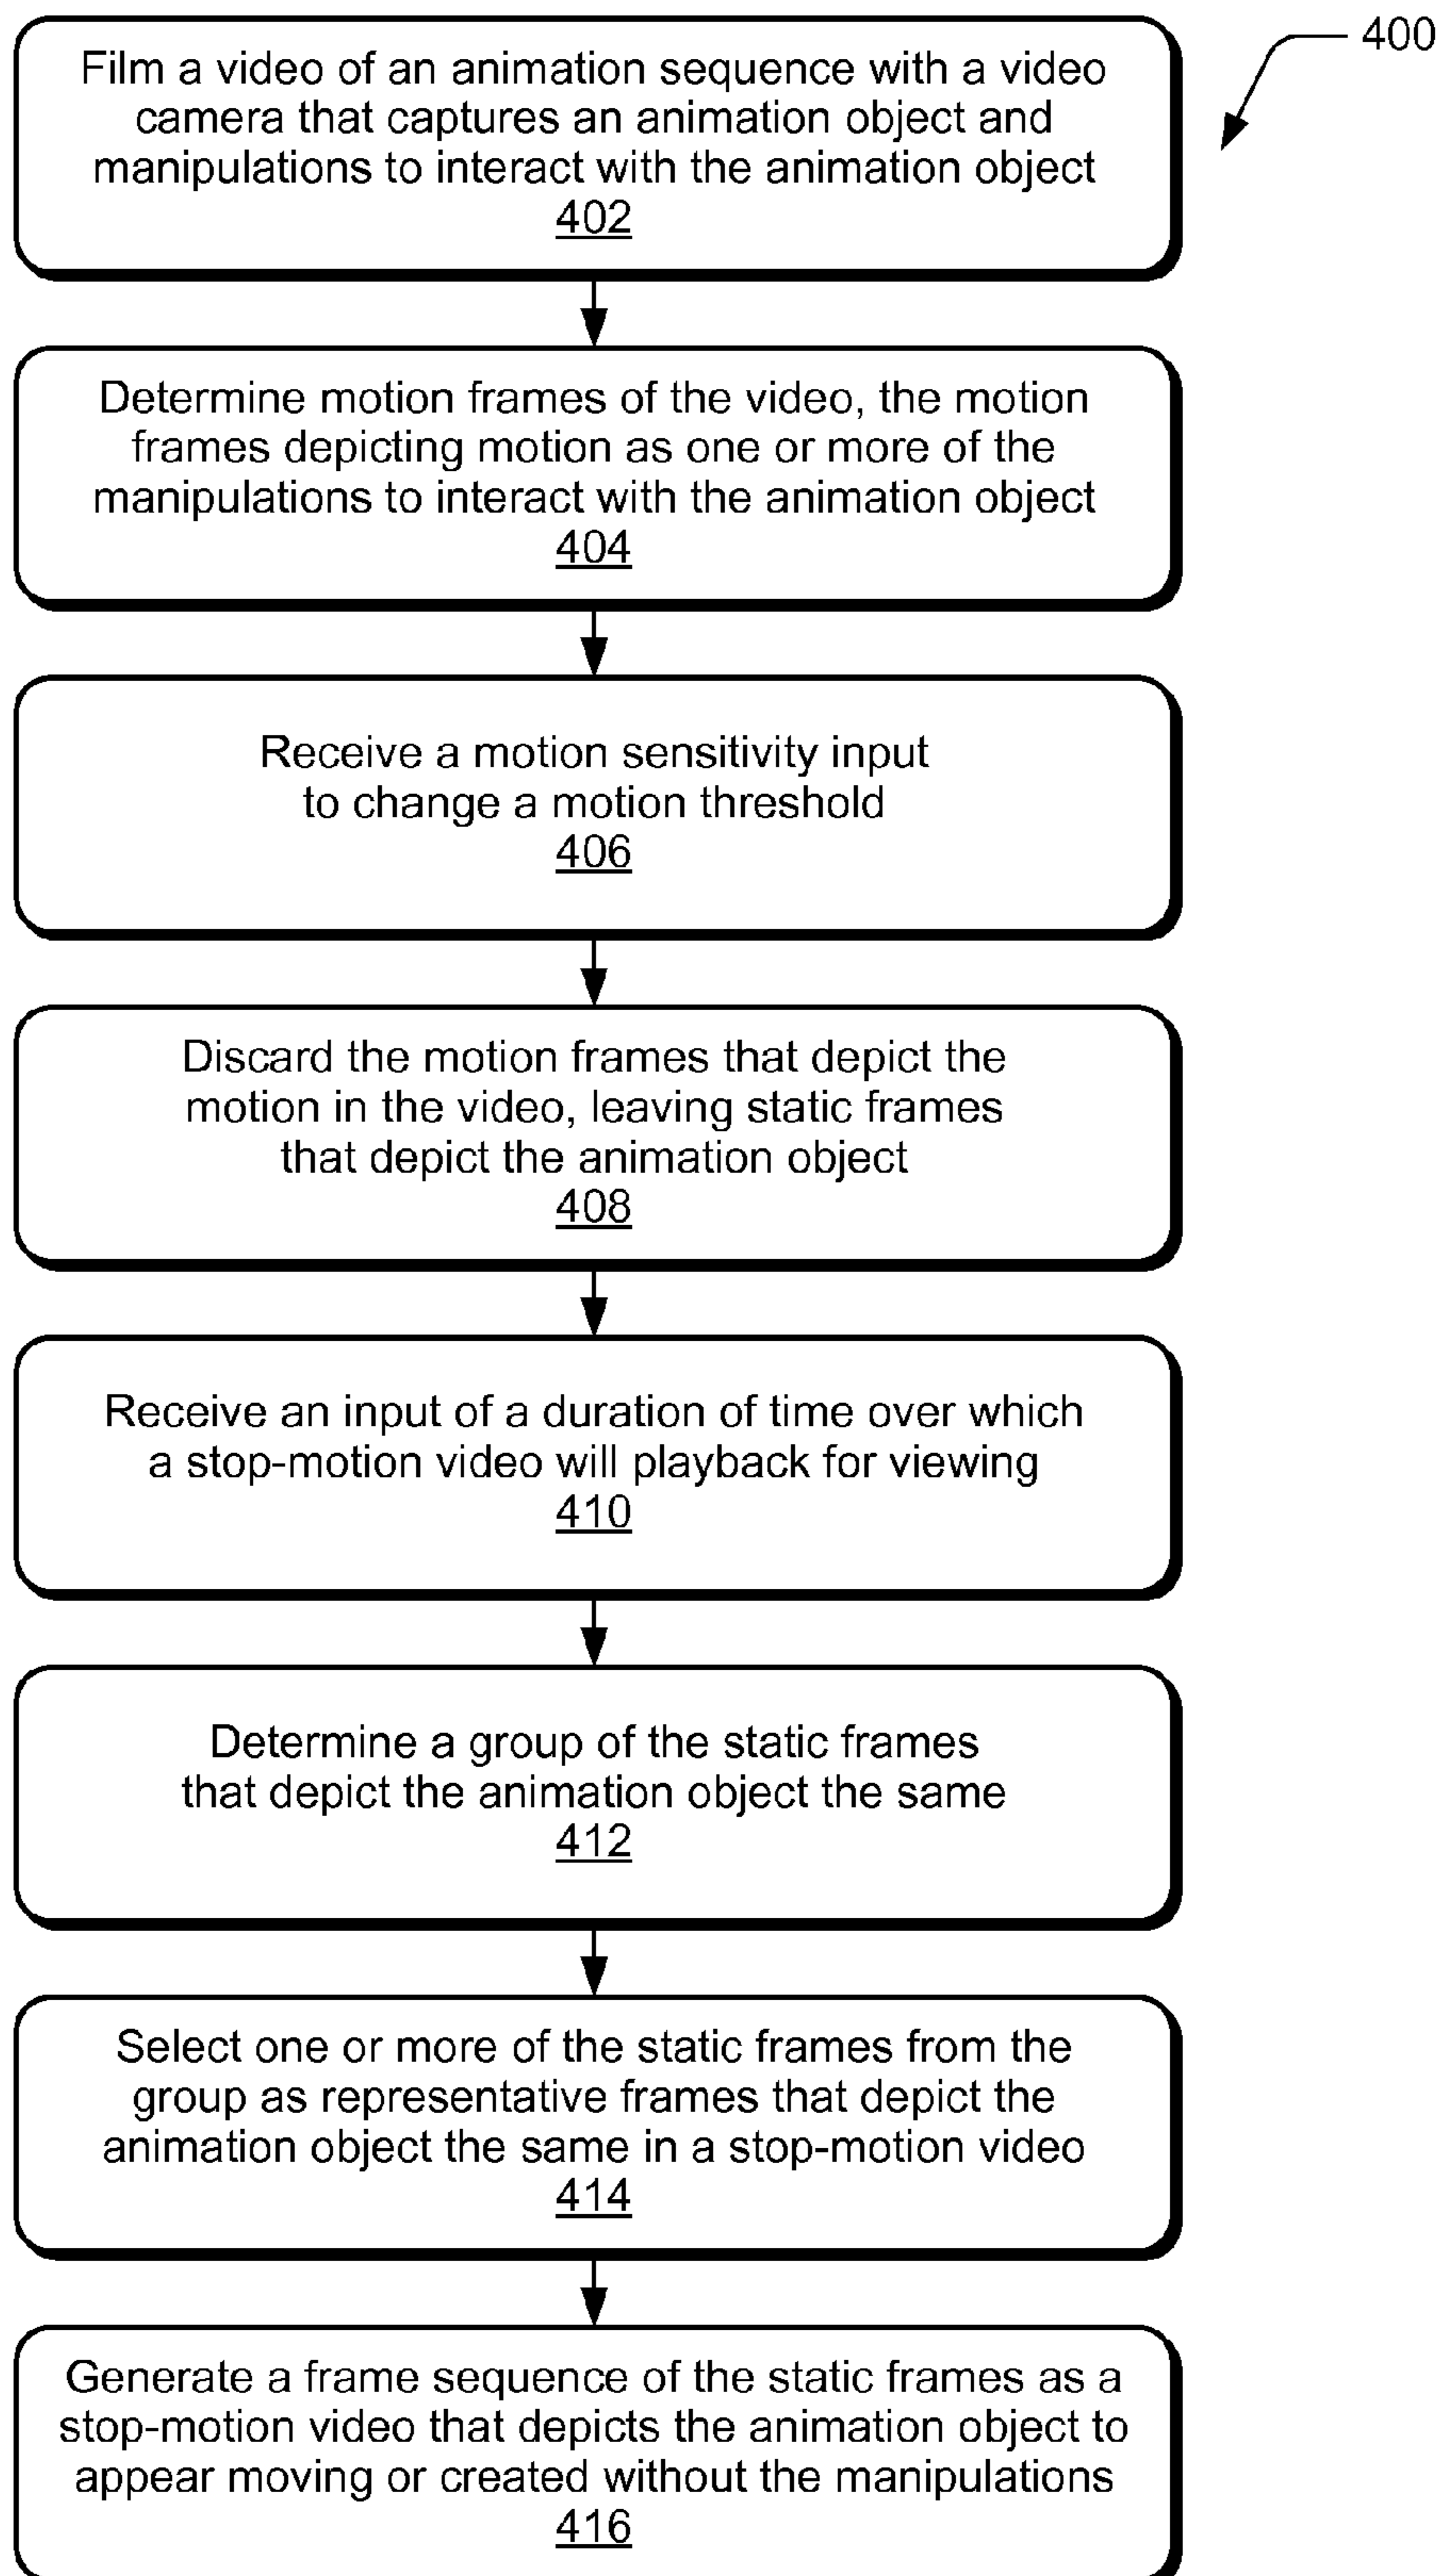 400
Film a video of an animation sequence with a video
camera that captures an animation object and
manipulations to interact with the animation object
402
Determine motion frames of the video, the motion
frames depicting motion as one or more of the
manipulations to interact with the animation object
404
Receive a motion sensitivity input
to change a motion threshold
406
Discard the motion frames that depict the
motion in the video, leaving static frames
that depict the animation object
408
Receive an input of a duration of time over which
a stop-motion video will playback for viewing
410
Determine a group of the static frames
that depict the animation object the same
412
Select one or more of the static frames from the
group as representative frames that depict the
animation object the same in a stop-motion video
414
Generate a frame sequence of the static frames as a
stop-motion video that depicts the animation object to
appear moving or created without the manipulations
416